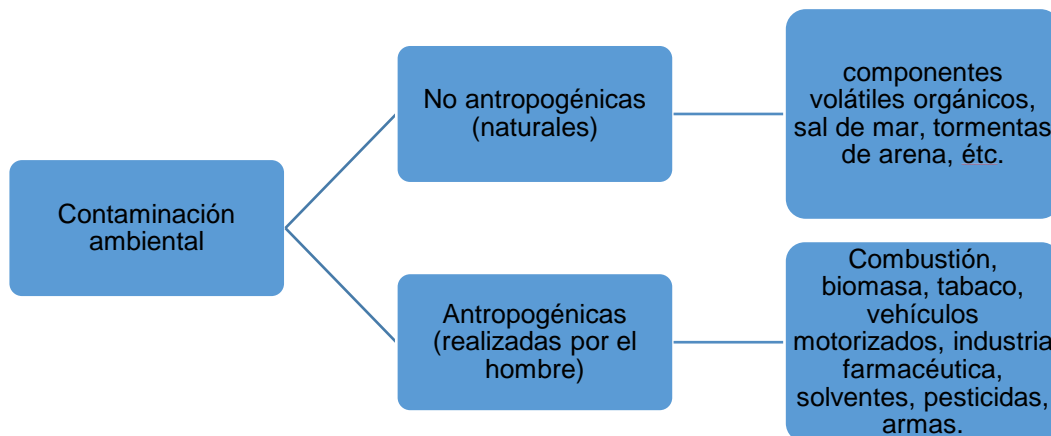 Contaminación
ambiental
No antropogénicas
(naturales)
componentes
volátiles orgánicos,
sal de mar, tormentas
de arena, étc.
Antropogénicas
(realizadas por el
hombre)
Combustión,
biomasa, tabaco,
vehículos
motorizados, industria
farmacéutica,
solventes, pesticidas,
armas.